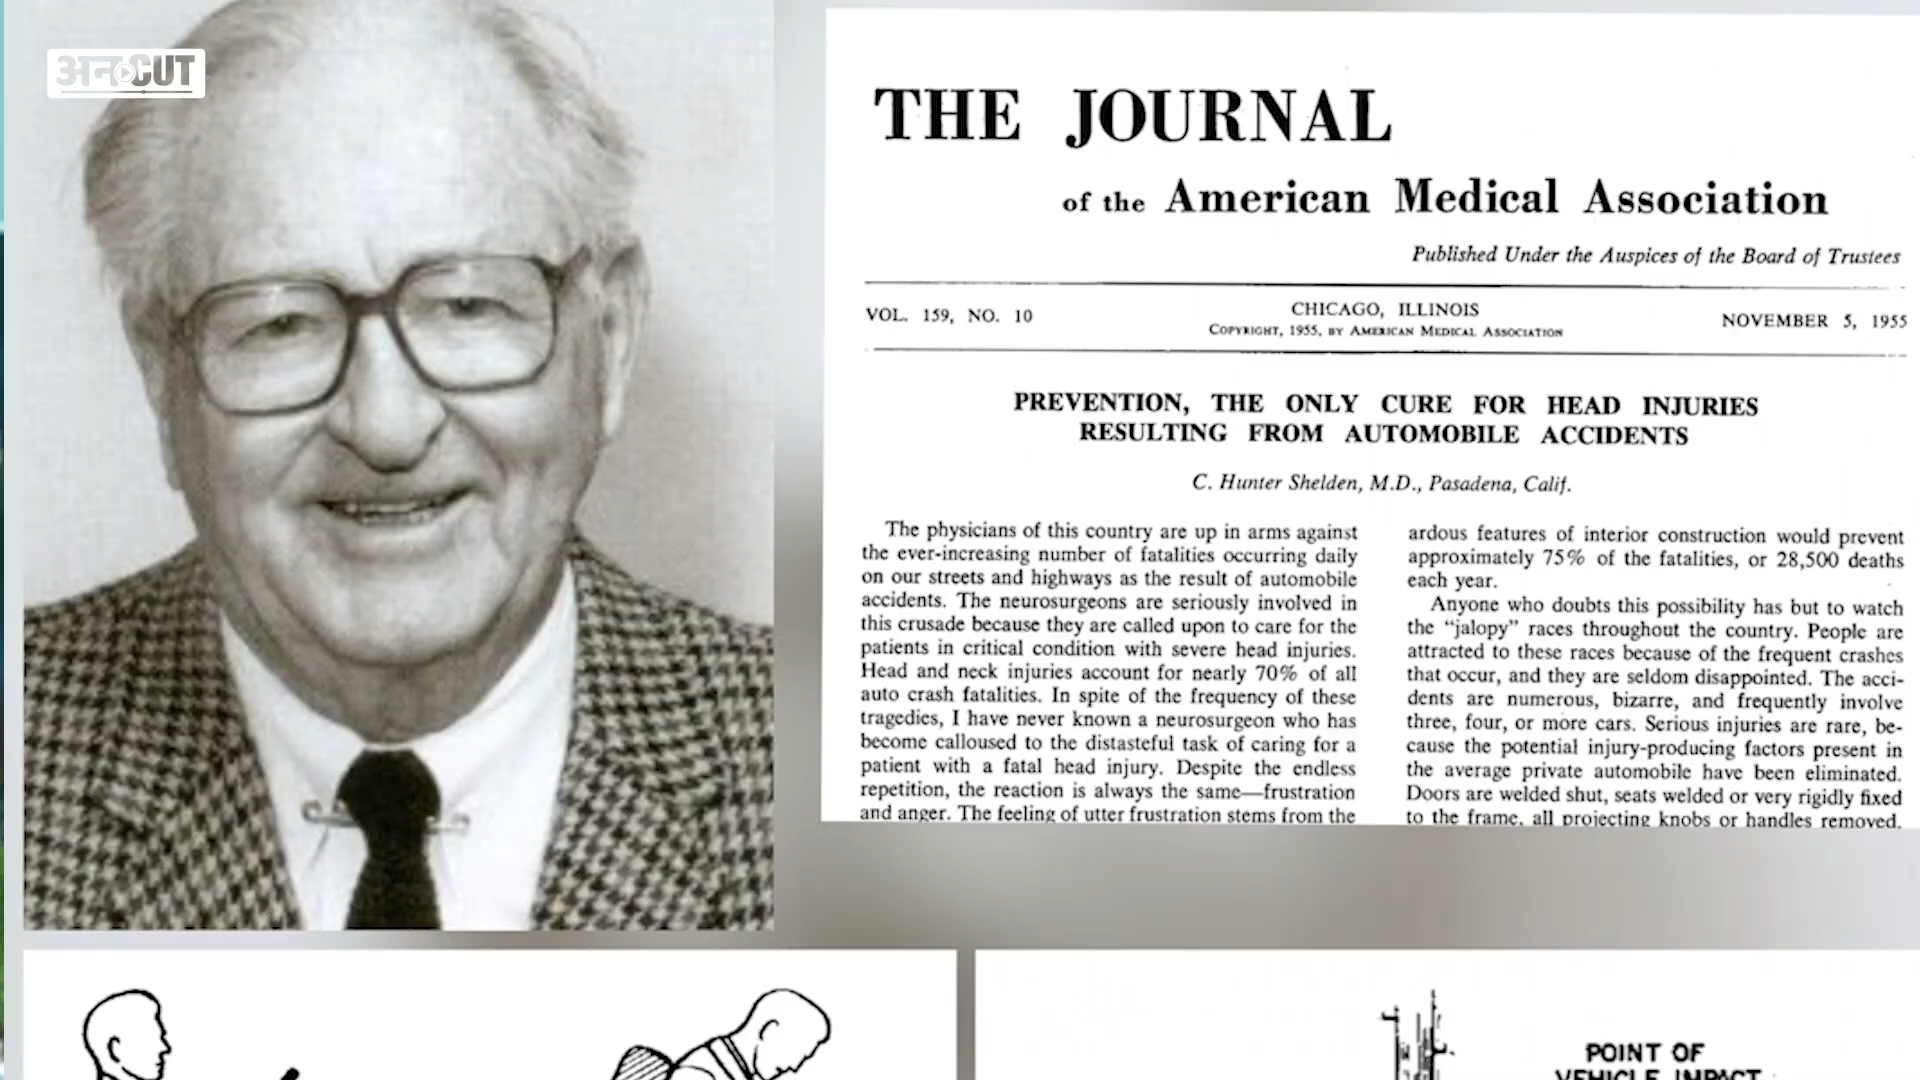 अनCUT
THE JOURNAL
of the American Medical Association
Published Under the Auspices of the Board of Trustees
VOL. 159, NO. 10
CHICAGO, ILLINOIS
COPYRIGHT, 1955, BY AMERICAN MEDICAL ASSOCIATION
NOVEMBER 5, 1955
PREVENTION, THE ONLY CURE FOR HEAD INJURIES
RESULTING FROM AUTOMOBILE ACCIDENTS
C. Hunter Shelden, M.D., Pasadena, Calif.
The physicians of this country are up in arms against
the ever-increasing number of fatalities occurring daily
on our streets and highways as the result of automobile
accidents. The neurosurgeons are seriously involved in
this crusade because they are called upon to care for the
patients in critical condition with severe head injuries.
Head and neck injuries account for nearly 70% of all
auto crash fatalities. In spite of the frequency of these
tragedies, I have never known a neurosurgeon who has
become calloused to the distasteful task of caring for a
patient with a fatal head injury. Despite the endless
repetition, the reaction is always the same—frustration
and anger. The feeling of utter frustration stems from the
ardous features of interior construction would prevent
approximately 75% of the fatalities, or 28,500 deaths
each year.
Anyone who doubts this possibility has but to watch
the “jalopy” races throughout the country. People are
attracted to these races because of the frequent crashes
that occur, and they are seldom disappointed. The acci-
dents are numerous, bizarre, and frequently involve
three, four, or more cars. Serious injuries are rare, be-
cause the potential injury-producing factors present in
the average private automobile have been eliminated.
Doors are welded shut, seats welded or very rigidly fixed
to the frame, all projecting knobs or handles removed,
POINT OF
VEHICLE IMPACT